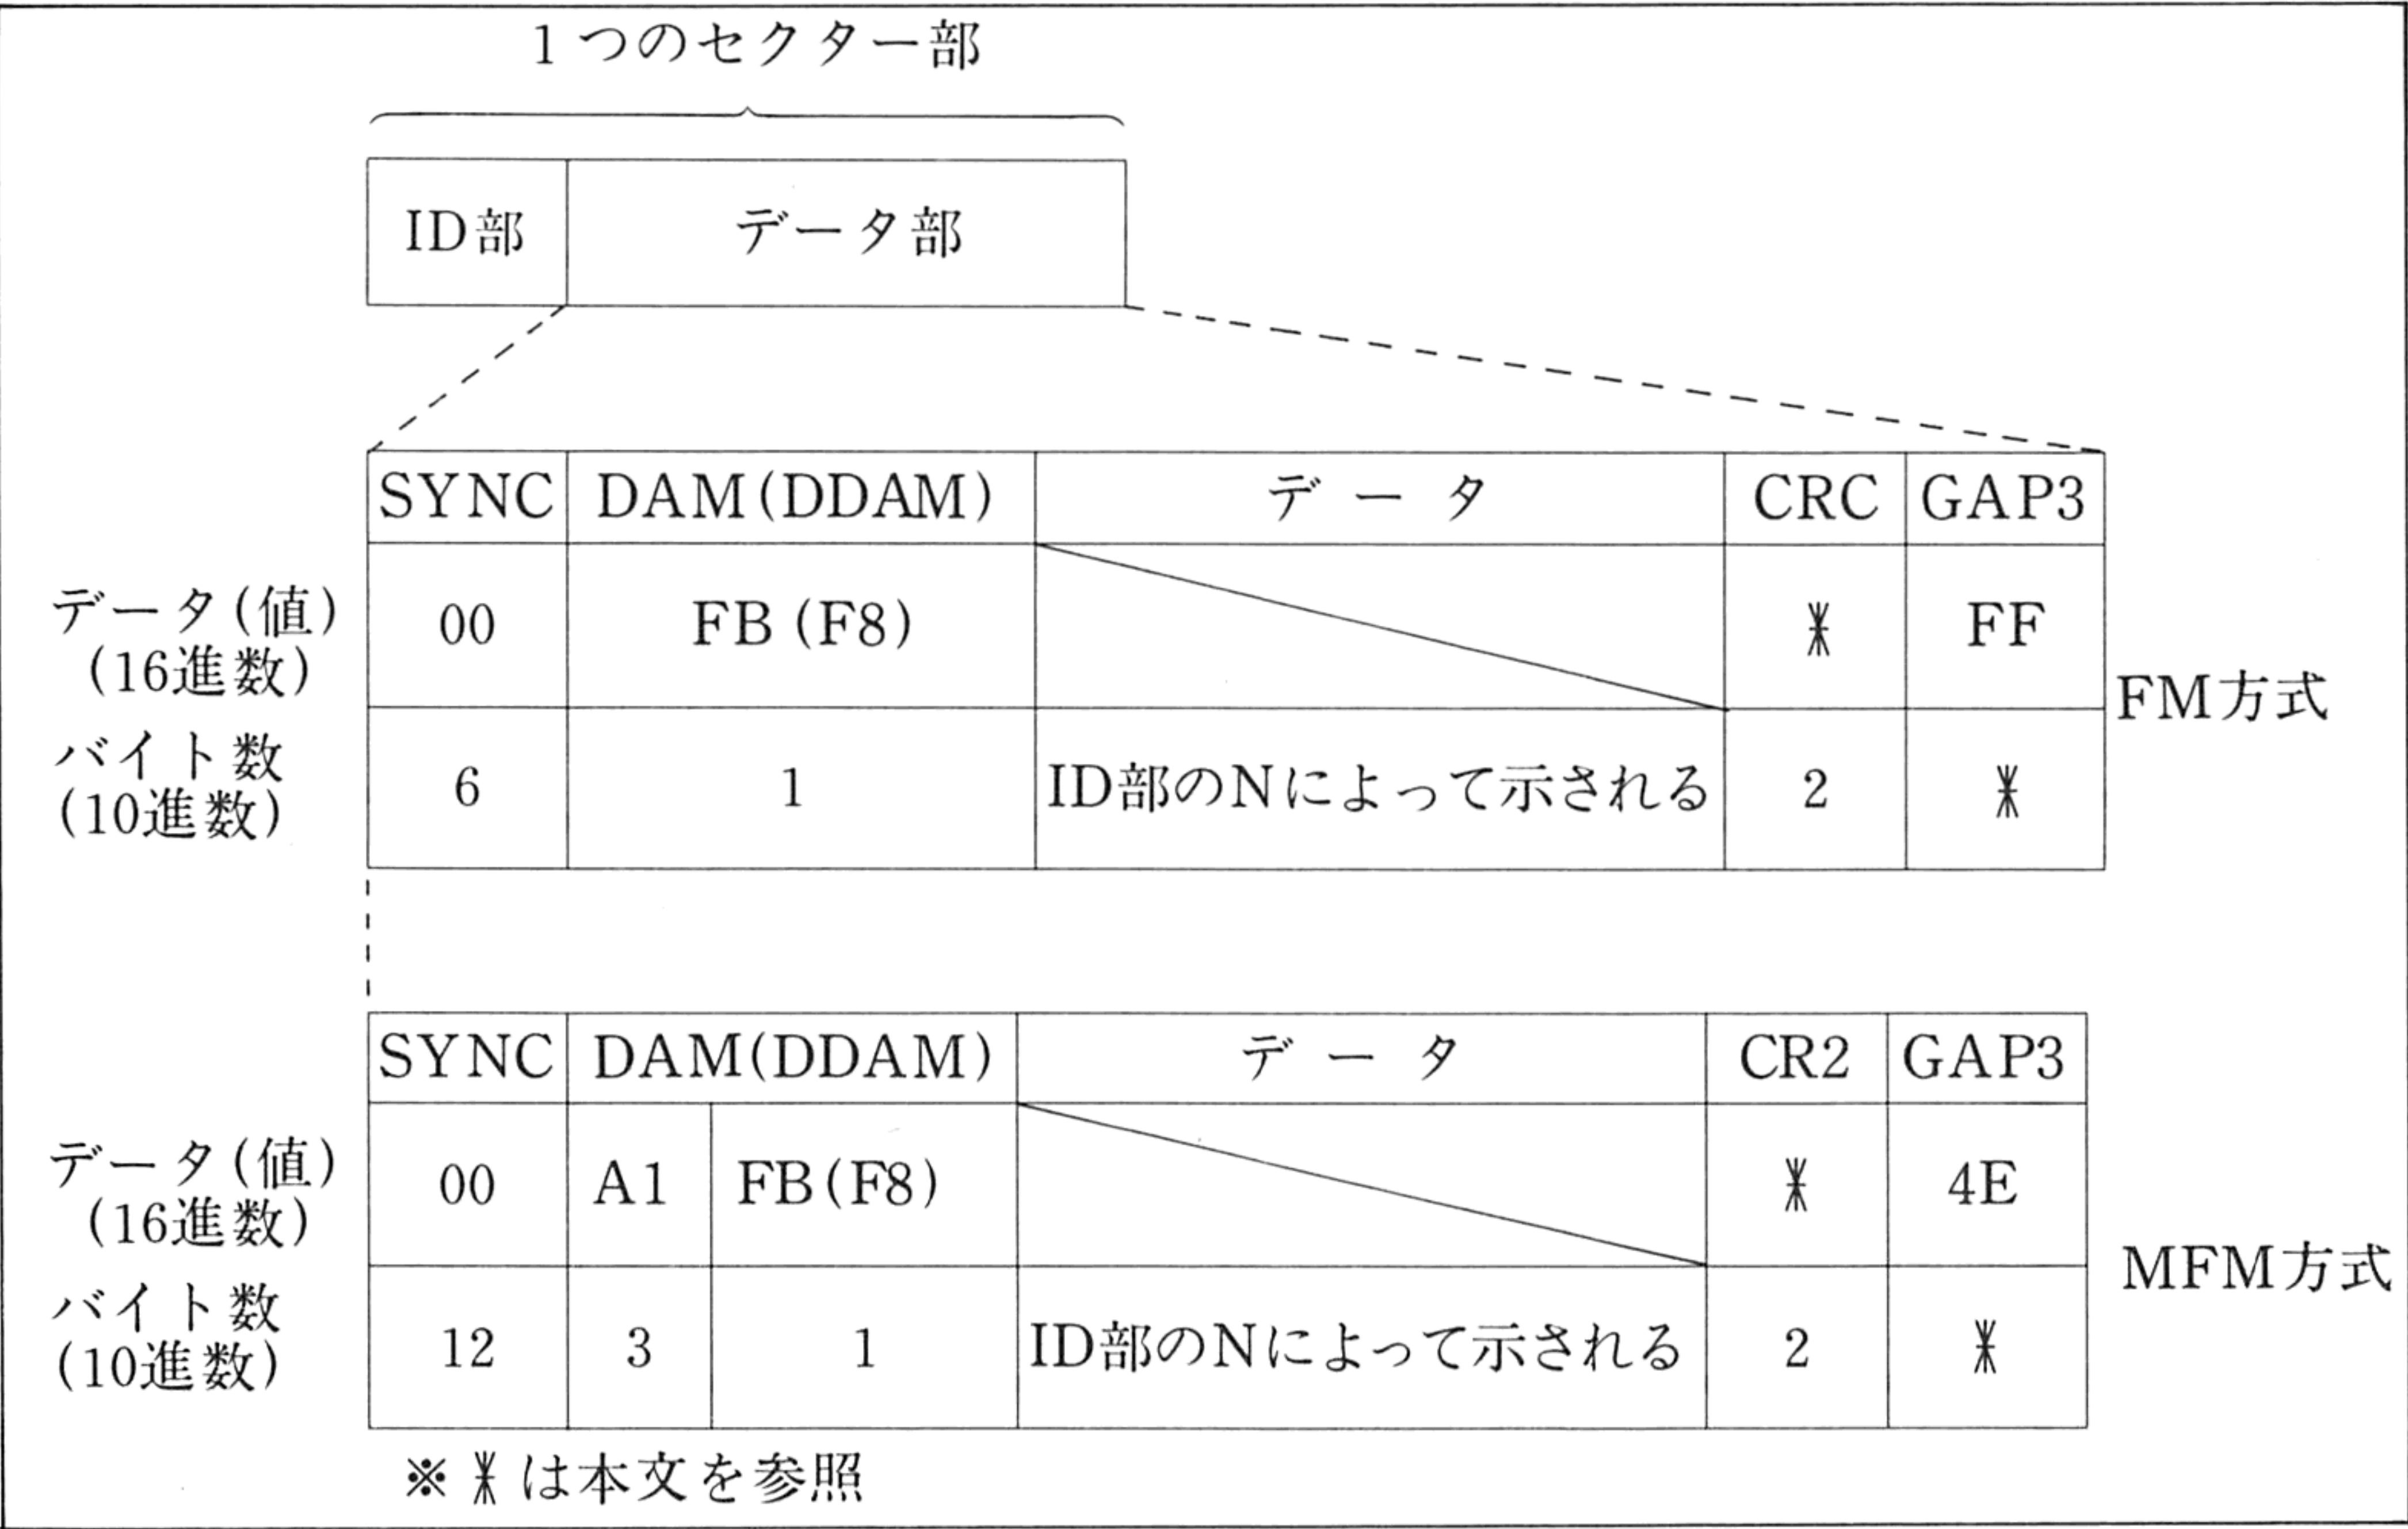 1つのセクター部
ID部 データ部
SYNC DAM(DDAM) データ CRC GAP3
データ(値)
(16進数)
00 FB(F8) ＊ FF
FM方式
バイト数
(10進数)
6 1 ID部のNによって示される 2 ＊
SYNC DAM(DDAM) データ CR2 GAP3
データ(値)
(16進数)
00 A1 FB(F8) ＊ 4E
MFM方式
バイト数
(10進数)
12 3 1 ID部のNによって示される 2 ＊
※＊は本文を参照